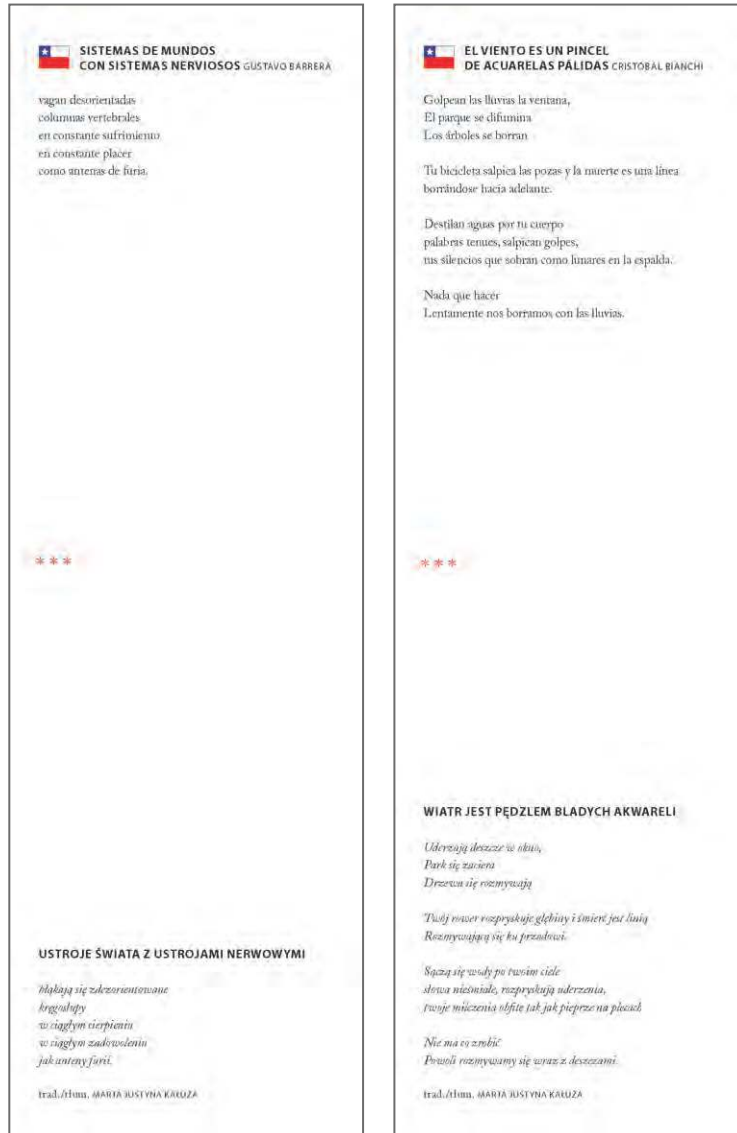 SISTEMAS DE MUNDOS
CON SISTEMAS NERVIOSOS GUSTAVO BARRERA
vagan desorientadas
columnas vertebrales
en constante sufrimiento
en constante placer
como antenas de furia.
***
USTROJE ŚWIATA Z USTROJAMI NERWOWYMI
błąkają się zdezorientowane
kręgosłupy
w ciągłym cierpieniu
w ciągłym zadowoleniu
jak anteny furii.
trad./tłum. MARTA JUSTYNA KAŁUŻA
EL VIENTO ES UN PINCEL
DE ACUARELAS PÁLIDAS CRISTÓBAL BIANCHI
Golpean las lluvias la ventana,
El parque se difumina
Los árboles se borran
Tu bicicleta salpica las pozas y la muerte es una línea
borrándose hacia adelante.
Destilan aguas por tu cuerpo
palabras tenues, salpican golpes,
tus silencios que sobran como lunares en la espalda.
Nada que hacer
Lentamente nos borramos con las lluvias.
***
WIATR JEST PĘDZLEM BLADYCH AKWARELI
Uderzają deszcze w okno,
Park się zaciera
Drzewa się rozmywają
Twój rower rozpryskuje głębiny i śmierć jest linią
Rozmywającą się ku przodowi.
Sączą się wody po twoim ciele
słowa nieśmiałe, rozpryskują uderzenia,
twoje milczenia obfite tak jak pieprze na plecach
Nie ma co zrobić
Powoli rozmywamy się wraz z deszczami.
trad./tłum. MARTA JUSTYNA KAŁUŻA